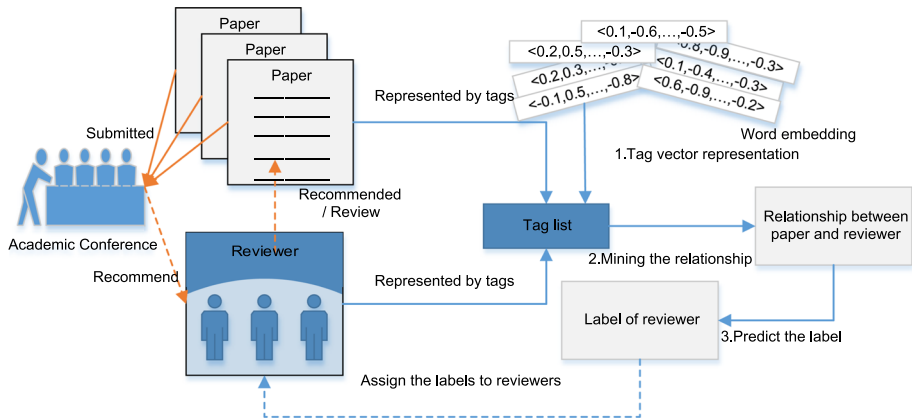 Paper
Paper
Paper
<0.1,-0.6,…,-0.5>
<0.2,0.5,…,-0.3>
0.8,-0.9,…,-0.3>
<0.2,0.3,…,
<0.1,-0.4,…,-0.3>
<-0.1,0.5,…,-0.8>
<0.6,-0.9,…,-0.2>
Represented by tags
Word embedding
1.Tag vector representation
Submitted
Recommended
/ Review
Academic Conference
Recommend
Reviewer
Tag list
Relationship between
paper and reviewer
2.Mining the relationship
Represented by tags
Label of reviewer
3.Predict the label
Assign the labels to reviewers